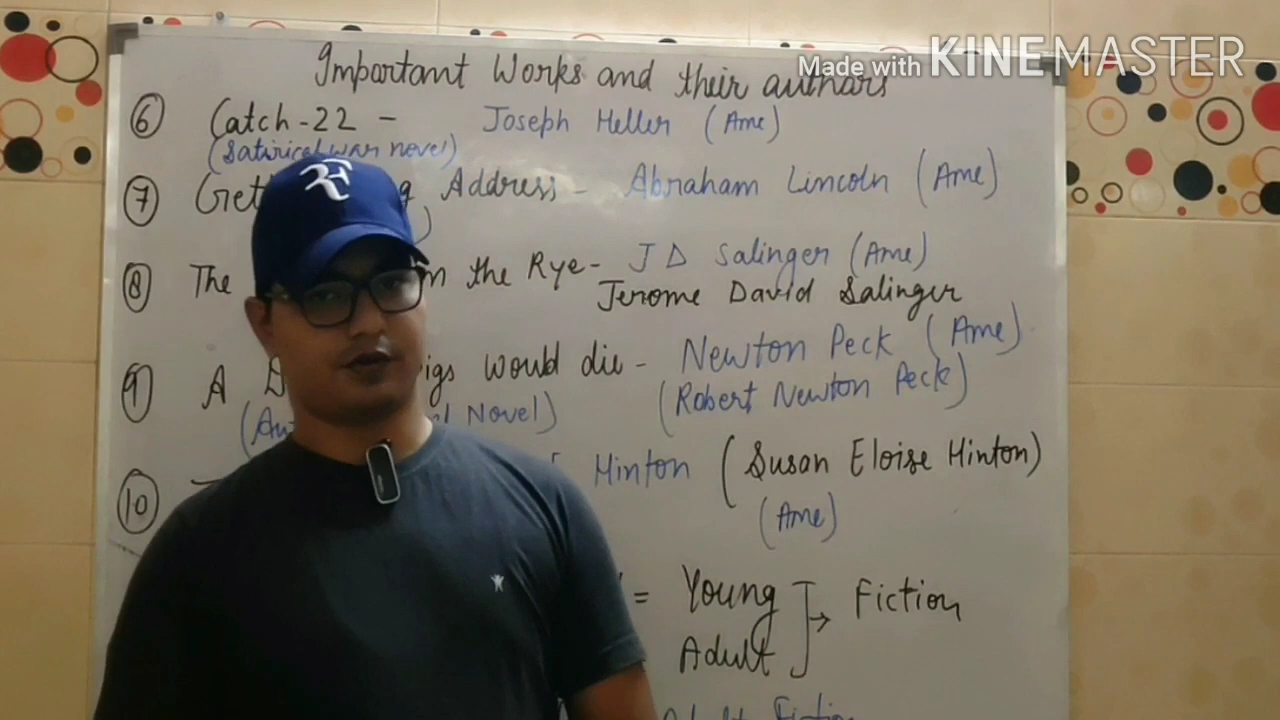 Made with KINEMASTER
Important Works and their authors
6 Catch-22 - Joseph Heller (Ame)
(Satirical war novel)
7 Address - Abraham Lincoln (Ame)
8 The the Rye - J D Salinger (Ame)
Jerome David Salinger
9 A would die - Newton Peck (Ame)
Novel) (Robert Newton Peck)
10 Hinton (Susan Eloise Hinton)
(Ame)
= Young
Adult → Fiction
RF